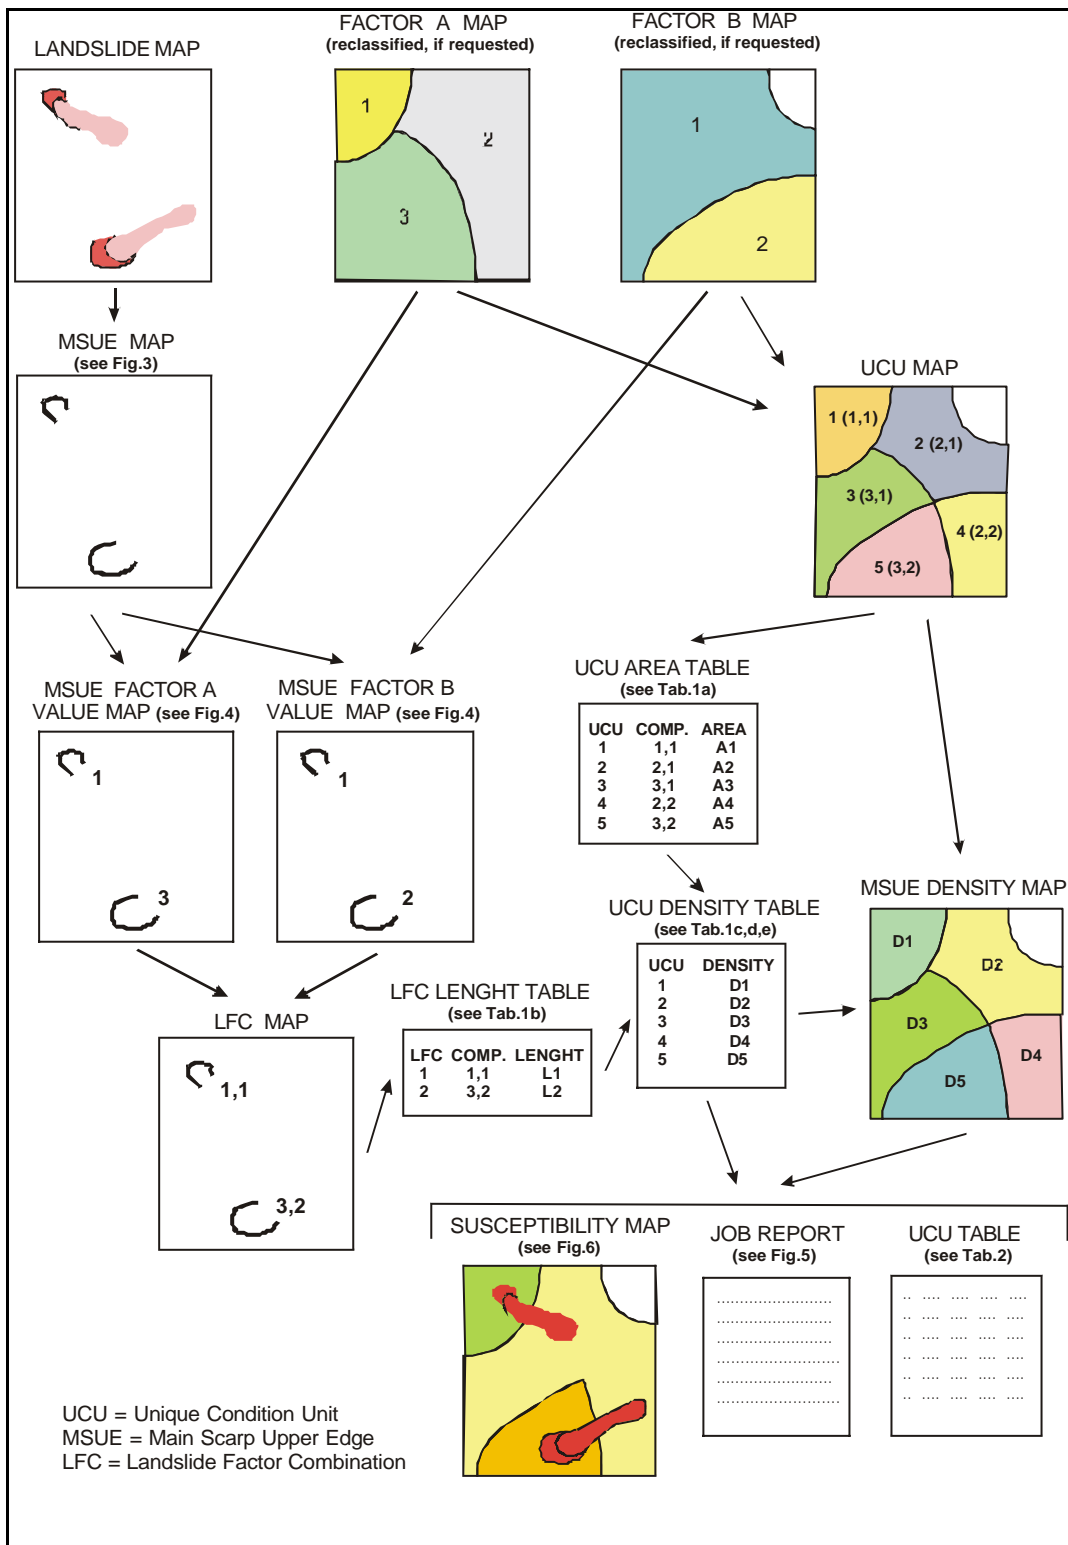 LANDSLIDE MAP
FACTOR A MAP
(reclassified, if requested)
FACTOR B MAP
(reclassified, if requested)
1
2
3
1
2
MSUE MAP
(see Fig.3)
UCU MAP
1 (1,1)
2 (2,1)
3 (3,1)
4 (2,2)
5 (3,2)
MSUE FACTOR A
VALUE MAP (see Fig.4)
1
3
MSUE FACTOR B
VALUE MAP (see Fig.4)
1
2
UCU AREA TABLE
(see Tab.1a)
UCU COMP. AREA
1 1,1 A1
2 2,1 A2
3 3,1 A3
4 2,2 A4
5 3,2 A5
UCU DENSITY TABLE
(see Tab.1c,d,e)
UCU DENSITY
1 D1
2 D2
3 D3
4 D4
5 D5
MSUE DENSITY MAP
D1
D2
D3
D4
D5
LFC MAP
1,1
3,2
LFC LENGHT TABLE
(see Tab.1b)
LFC COMP. LENGHT
1 1,1 L1
2 3,2 L2
SUSCEPTIBILITY MAP
(see Fig.6)
JOB REPORT
(see Fig.5)
UCU TABLE
(see Tab.2)
UCU = Unique Condition Unit
MSUE = Main Scarp Upper Edge
LFC = Landslide Factor Combination